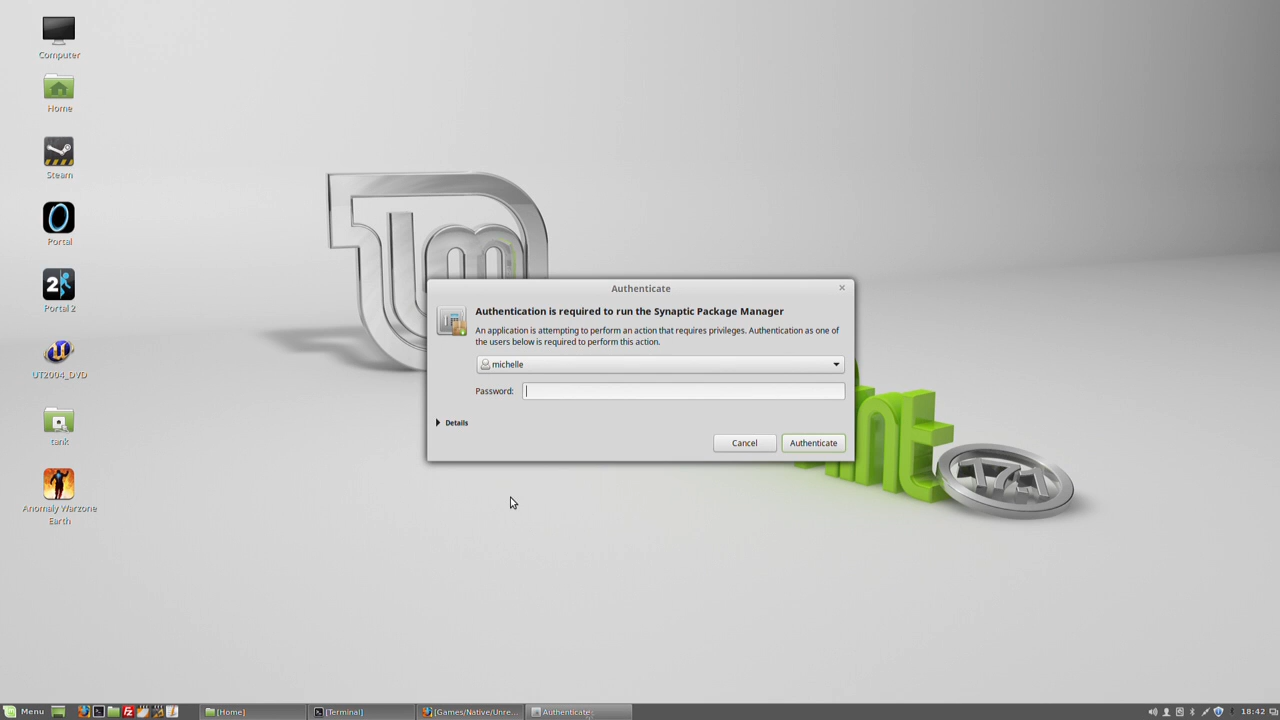 Computer
Home
Steam
Portal
Portal 2
UT2004_DVD
tank
Anomaly Warzone
Earth
Authenticate
Authentication is required to run the Synaptic Package Manager
An application is attempting to perform an action that requires privileges. Authentication as one of
the users below is required to perform this action.
michelle
Password:
Details
Cancel
Authenticate
17.1
Menu
[Home]
[Terminal]
[Games/Native/Unre...
Authenticate
18:42